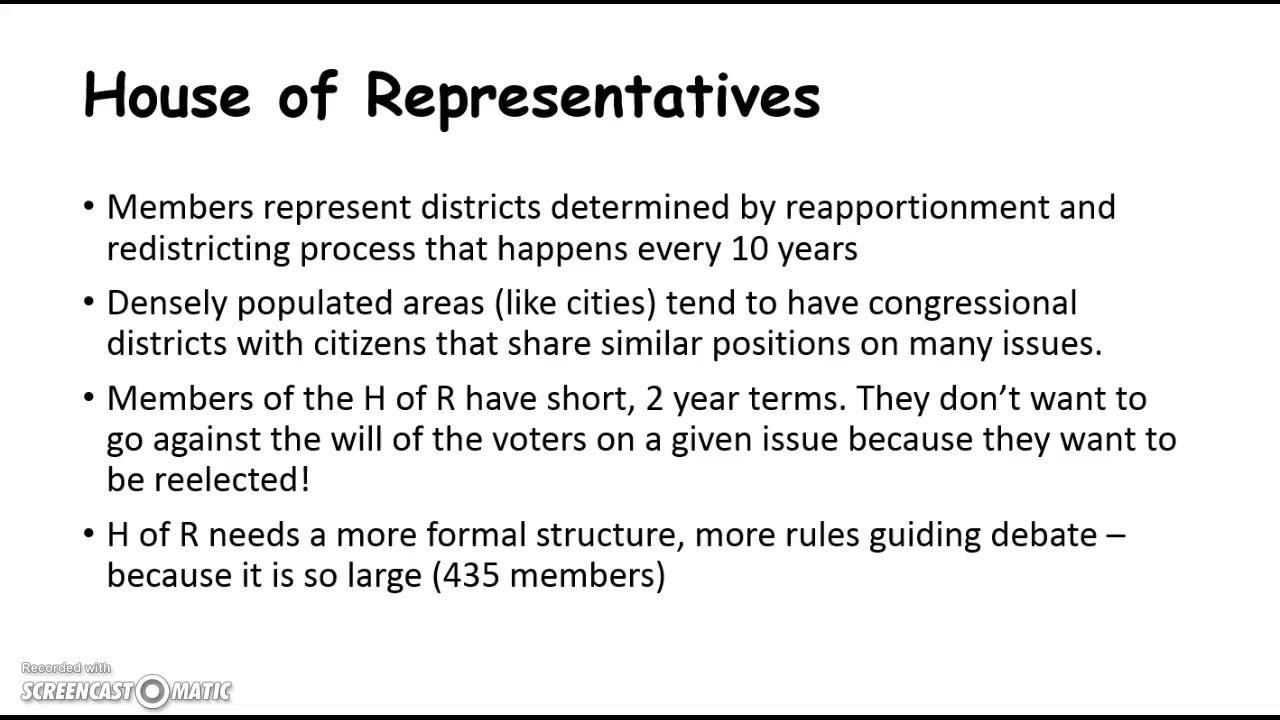 House of Representatives
• Members represent districts determined by reapportionment and
redistricting process that happens every 10 years
• Densely populated areas (like cities) tend to have congressional
districts with citizens that share similar positions on many issues.
• Members of the H of R have short, 2 year terms. They don’t want to
go against the will of the voters on a given issue because they want to
be reelected!
• H of R needs a more formal structure, more rules guiding debate –
because it is so large (435 members)
Recorded with
SCREENCAST MATIC